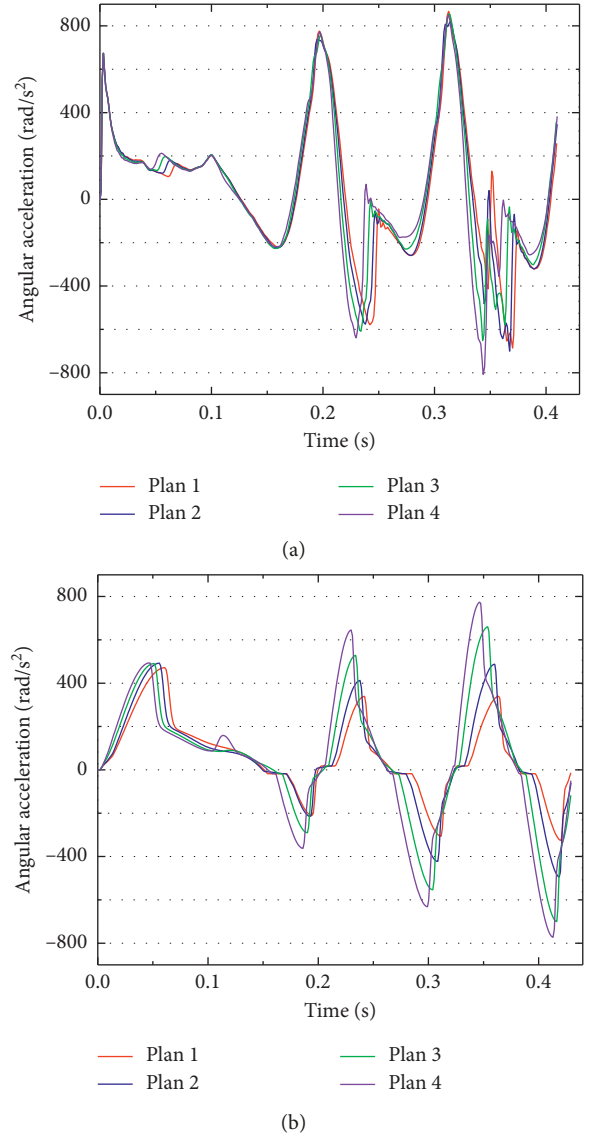 800
400
0
−400
−800
Angular acceleration (rad/s²)
0.0 0.1 0.2 0.3 0.4
Time (s)
Plan 1 Plan 3
Plan 2 Plan 4
(a)
800
400
0
−400
−800
Angular acceleration (rad/s²)
0.0 0.1 0.2 0.3 0.4
Time (s)
Plan 1 Plan 3
Plan 2 Plan 4
(b)